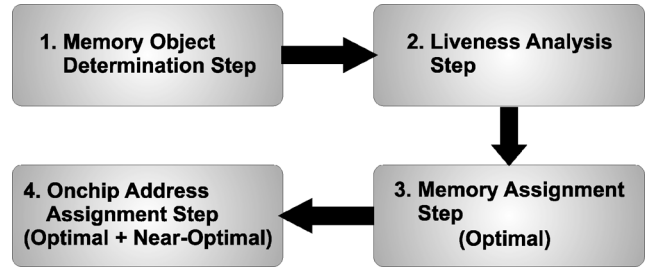 1. Memory Object
Determination Step
2. Liveness Analysis
Step
3. Memory Assignment
Step
(Optimal)
4. Onchip Address
Assignment Step
(Optimal + Near-Optimal)